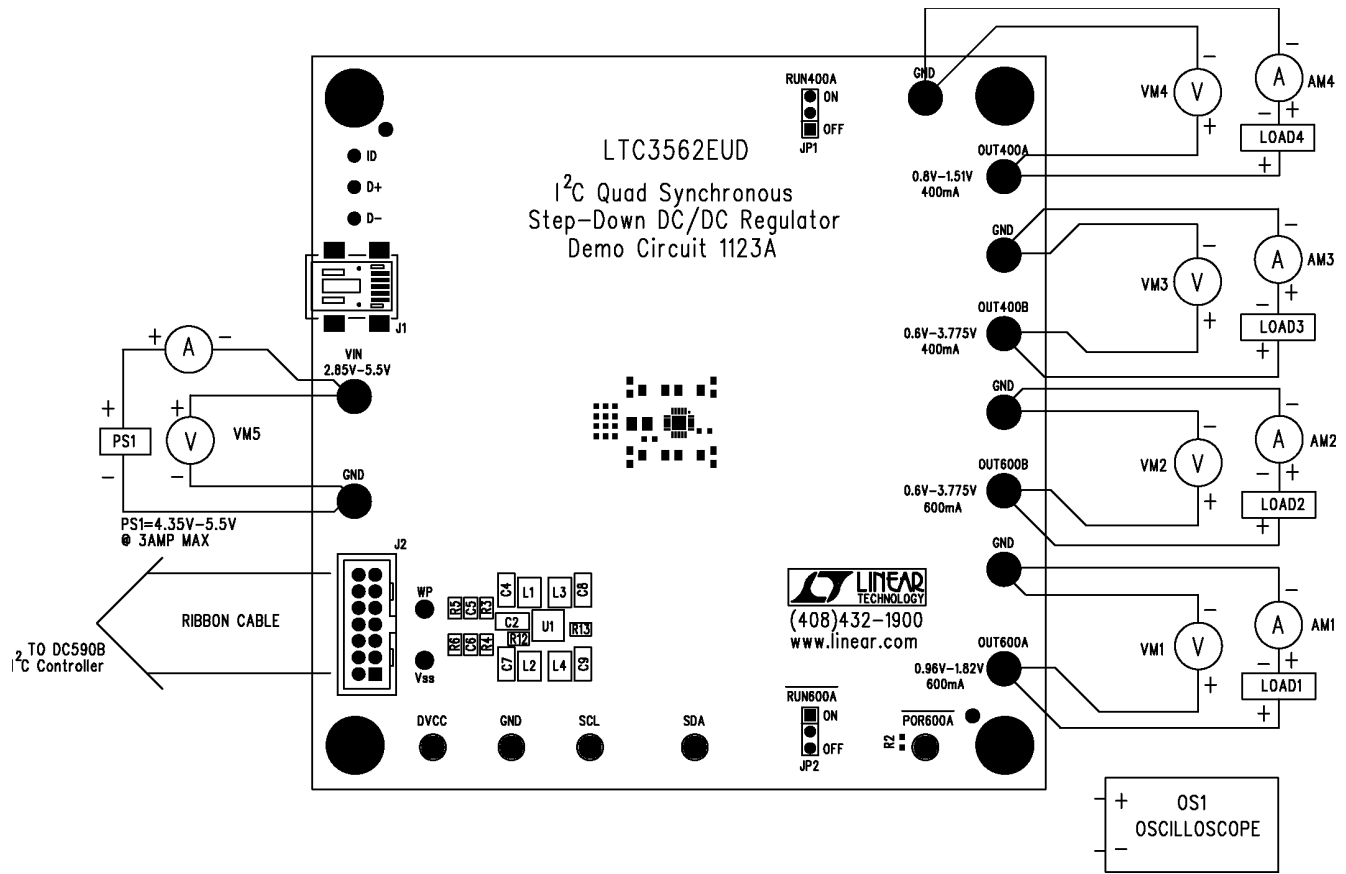 RUN400A
ON
OFF
JP1
GND
VM4
V
A
AM4
LOAD4
LTC3562EUD
I²C Quad Synchronous
Step-Down DC/DC Regulator
Demo Circuit 1123A
ID
D+
D-
J1
OUT400A
0.8V-1.51V
400mA
GND
VM3
V
A
AM3
LOAD3
OUT400B
0.6V-3.775V
400mA
A
VIN
2.85V-5.5V
PS1
V
VM5
GND
PS1=4.35V-5.5V
@ 3AMP MAX
GND
VM2
V
A
AM2
LOAD2
OUT600B
0.6V-3.775V
600mA
GND
VM1
V
A
AM1
LOAD1
OUT600A
0.96V-1.82V
600mA
J2
RIBBON CABLE
TO DC590B
I²C Controller
WP
Vss
R5
C5
R3
R6
C6
R4
C4
L1
L3
C8
C2
U1
R12
R13
C7
L2
L4
C9
LINEAR
TECHNOLOGY
(408)432-1900
www.linear.com
DVCC
GND
SCL
SDA
RUN600A
ON
OFF
JP2
POR600A
R2
+ OS1
- OSCILLOSCOPE